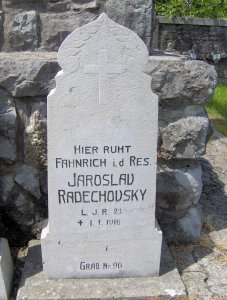 HIER RUHT
FÄHNRICH i. d RES.
JAROSLAV
RADECHOVSKY
L. J. R. 23
GRAB Nº 96